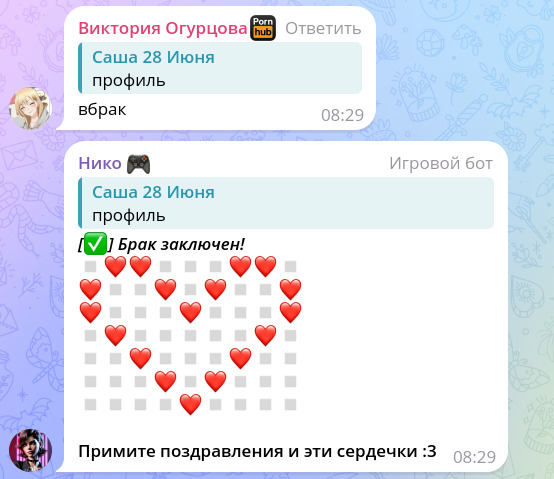 Виктория Огурцова Porn hub Ответить
Саша 28 Июня
профиль
вбрак
08:29
Нико 🎮 Игровой бот
Саша 28 Июня
профиль
[✅] Брак заключен!
◽❤️❤️◽◽◽❤️❤️◽
❤️◽◽❤️◽❤️◽◽❤️
❤️◽◽◽❤️◽◽◽❤️
◽❤️◽◽◽◽◽❤️◽
◽◽❤️◽◽◽❤️◽◽
◽◽◽❤️◽❤️◽◽◽
◽◽◽◽❤️◽◽◽◽
Примите поздравления и эти сердечки :3 08:29